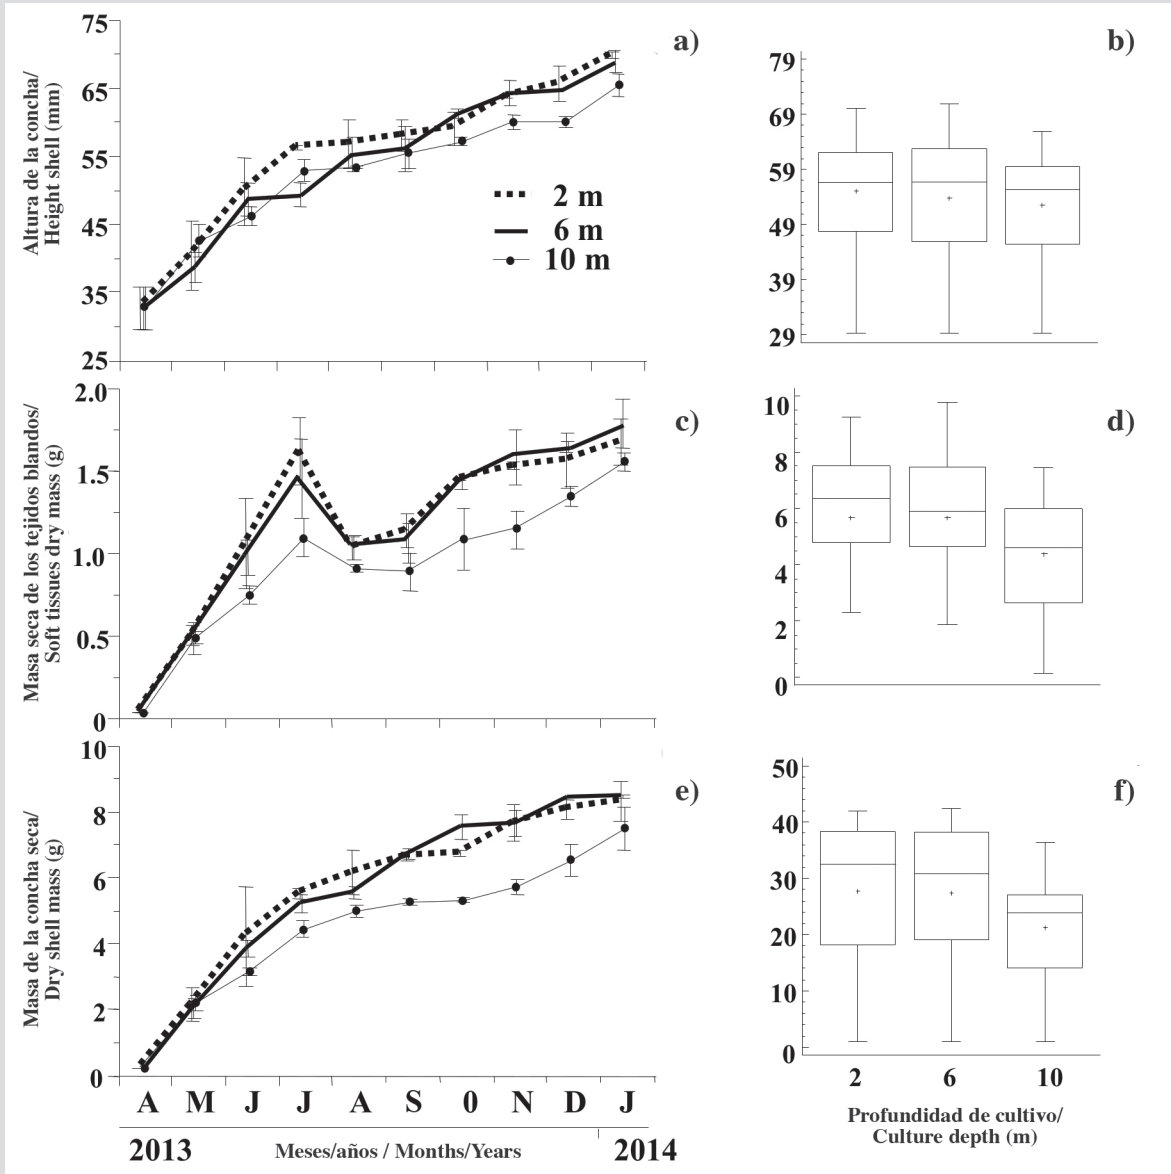 a)
Altura de la concha/
Height shell (mm)
75
65
55
45
35
25
2 m
6 m
10 m
b)
79
69
59
49
39
29
c)
Masa seca de los tejidos blandos/
Soft tissues dry mass (g)
2.0
1.5
1.0
0.5
0
d)
10
8
6
4
2
0
e)
Masa de la concha seca/
Dry shell mass (g)
10
8
6
4
2
0
A M J J A S 0 N D J
2013 Meses/años / Months/Years 2014
f)
50
40
30
20
10
0
2 6 10
Profundidad de cultivo/
Culture depth (m)